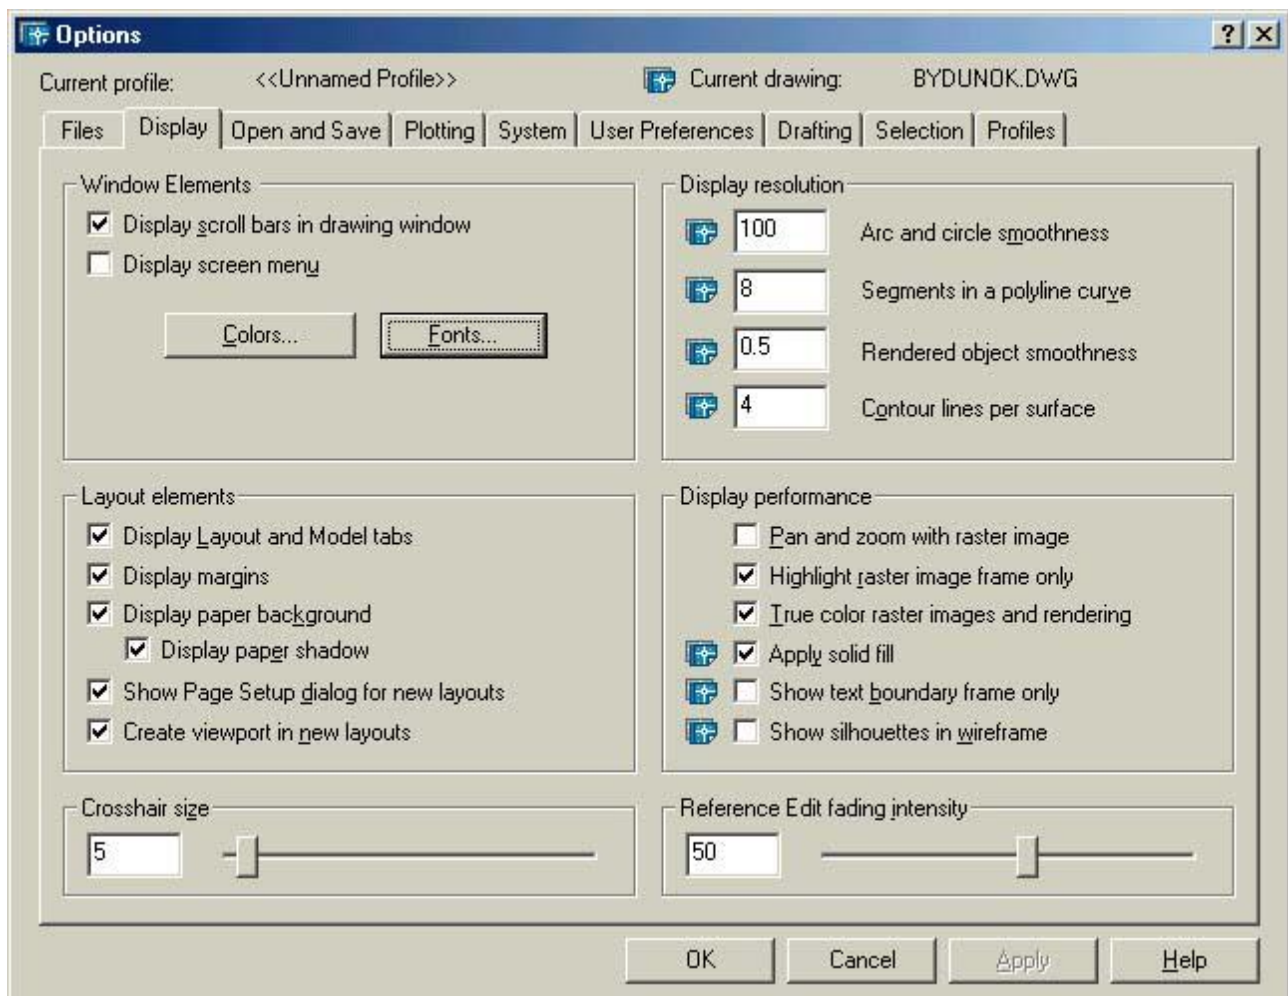 Options
Current profile: <<Unnamed Profile>> Current drawing: BYDUNOK.DWG
Files Display Open and Save Plotting System User Preferences Drafting Selection Profiles
Window Elements
Display scroll bars in drawing window
Display screen menu
Colors... Fonts...
Display resolution
100 Arc and circle smoothness
8 Segments in a polyline curve
0.5 Rendered object smoothness
4 Contour lines per surface
Layout elements
Display Layout and Model tabs
Display margins
Display paper background
Display paper shadow
Show Page Setup dialog for new layouts
Create viewport in new layouts
Display performance
Pan and zoom with raster image
Highlight raster image frame only
True color raster images and rendering
Apply solid fill
Show text boundary frame only
Show silhouettes in wireframe
Crosshair size
5
Reference Edit fading intensity
50
OK Cancel Apply Help